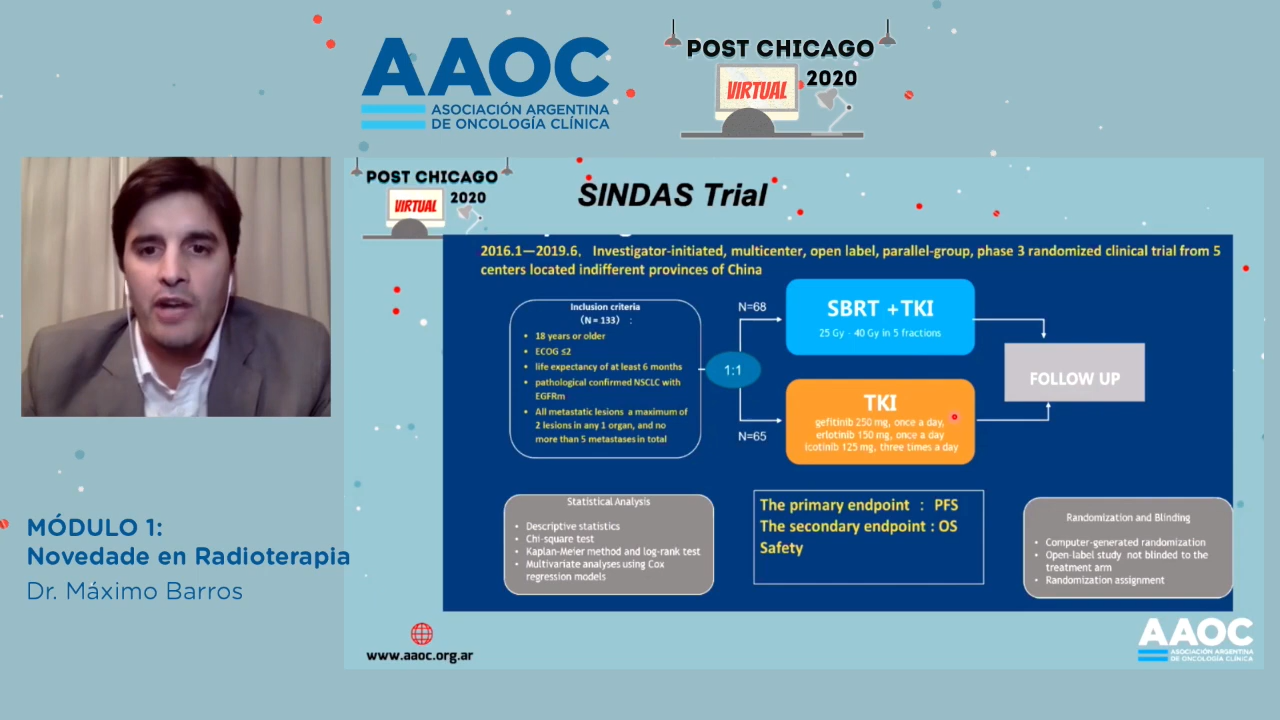 AAOC
ASOCIACIÓN ARGENTINA
DE ONCOLOGÍA CLÍNICA
POST CHICAGO
2020
VIRTUAL
POST CHICAGO
2020
VIRTUAL
SINDAS Trial
2016.1—2019.6, Investigator-initiated, multicenter, open label, parallel-group, phase 3 randomized clinical trial from 5
centers located indifferent provinces of China
Inclusion criteria
(N = 133) :
• 18 years or older
• ECOG ≤2
• life expectancy of at least 6 months
• pathological confirmed NSCLC with
EGFRm
• All metastatic lesions a maximum of
2 lesions in any 1 organ, and no
more than 5 metastases in total
1:1
N=68
N=65
SBRT +TKI
25 Gy - 40 Gy in 5 fractions
TKI
gefitinib 250 mg, once a day,
erlotinib 150 mg, once a day
icotinib 125 mg, three times a day
FOLLOW UP
Statistical Analysis
• Descriptive statistics
• Chi-square test
• Kaplan-Meier method and log-rank test
• Multivariate analyses using Cox
regression models
The primary endpoint : PFS
The secondary endpoint : OS
Safety
Randomization and Blinding
• Computer-generated randomization
• Open-label study not blinded to the
treatment arm
• Randomization assignment
MÓDULO 1:
Novedade en Radioterapia
Dr. Máximo Barros
www.aaoc.org.ar
AAOC
ASOCIACIÓN ARGENTINA
DE ONCOLOGÍA CLÍNICA